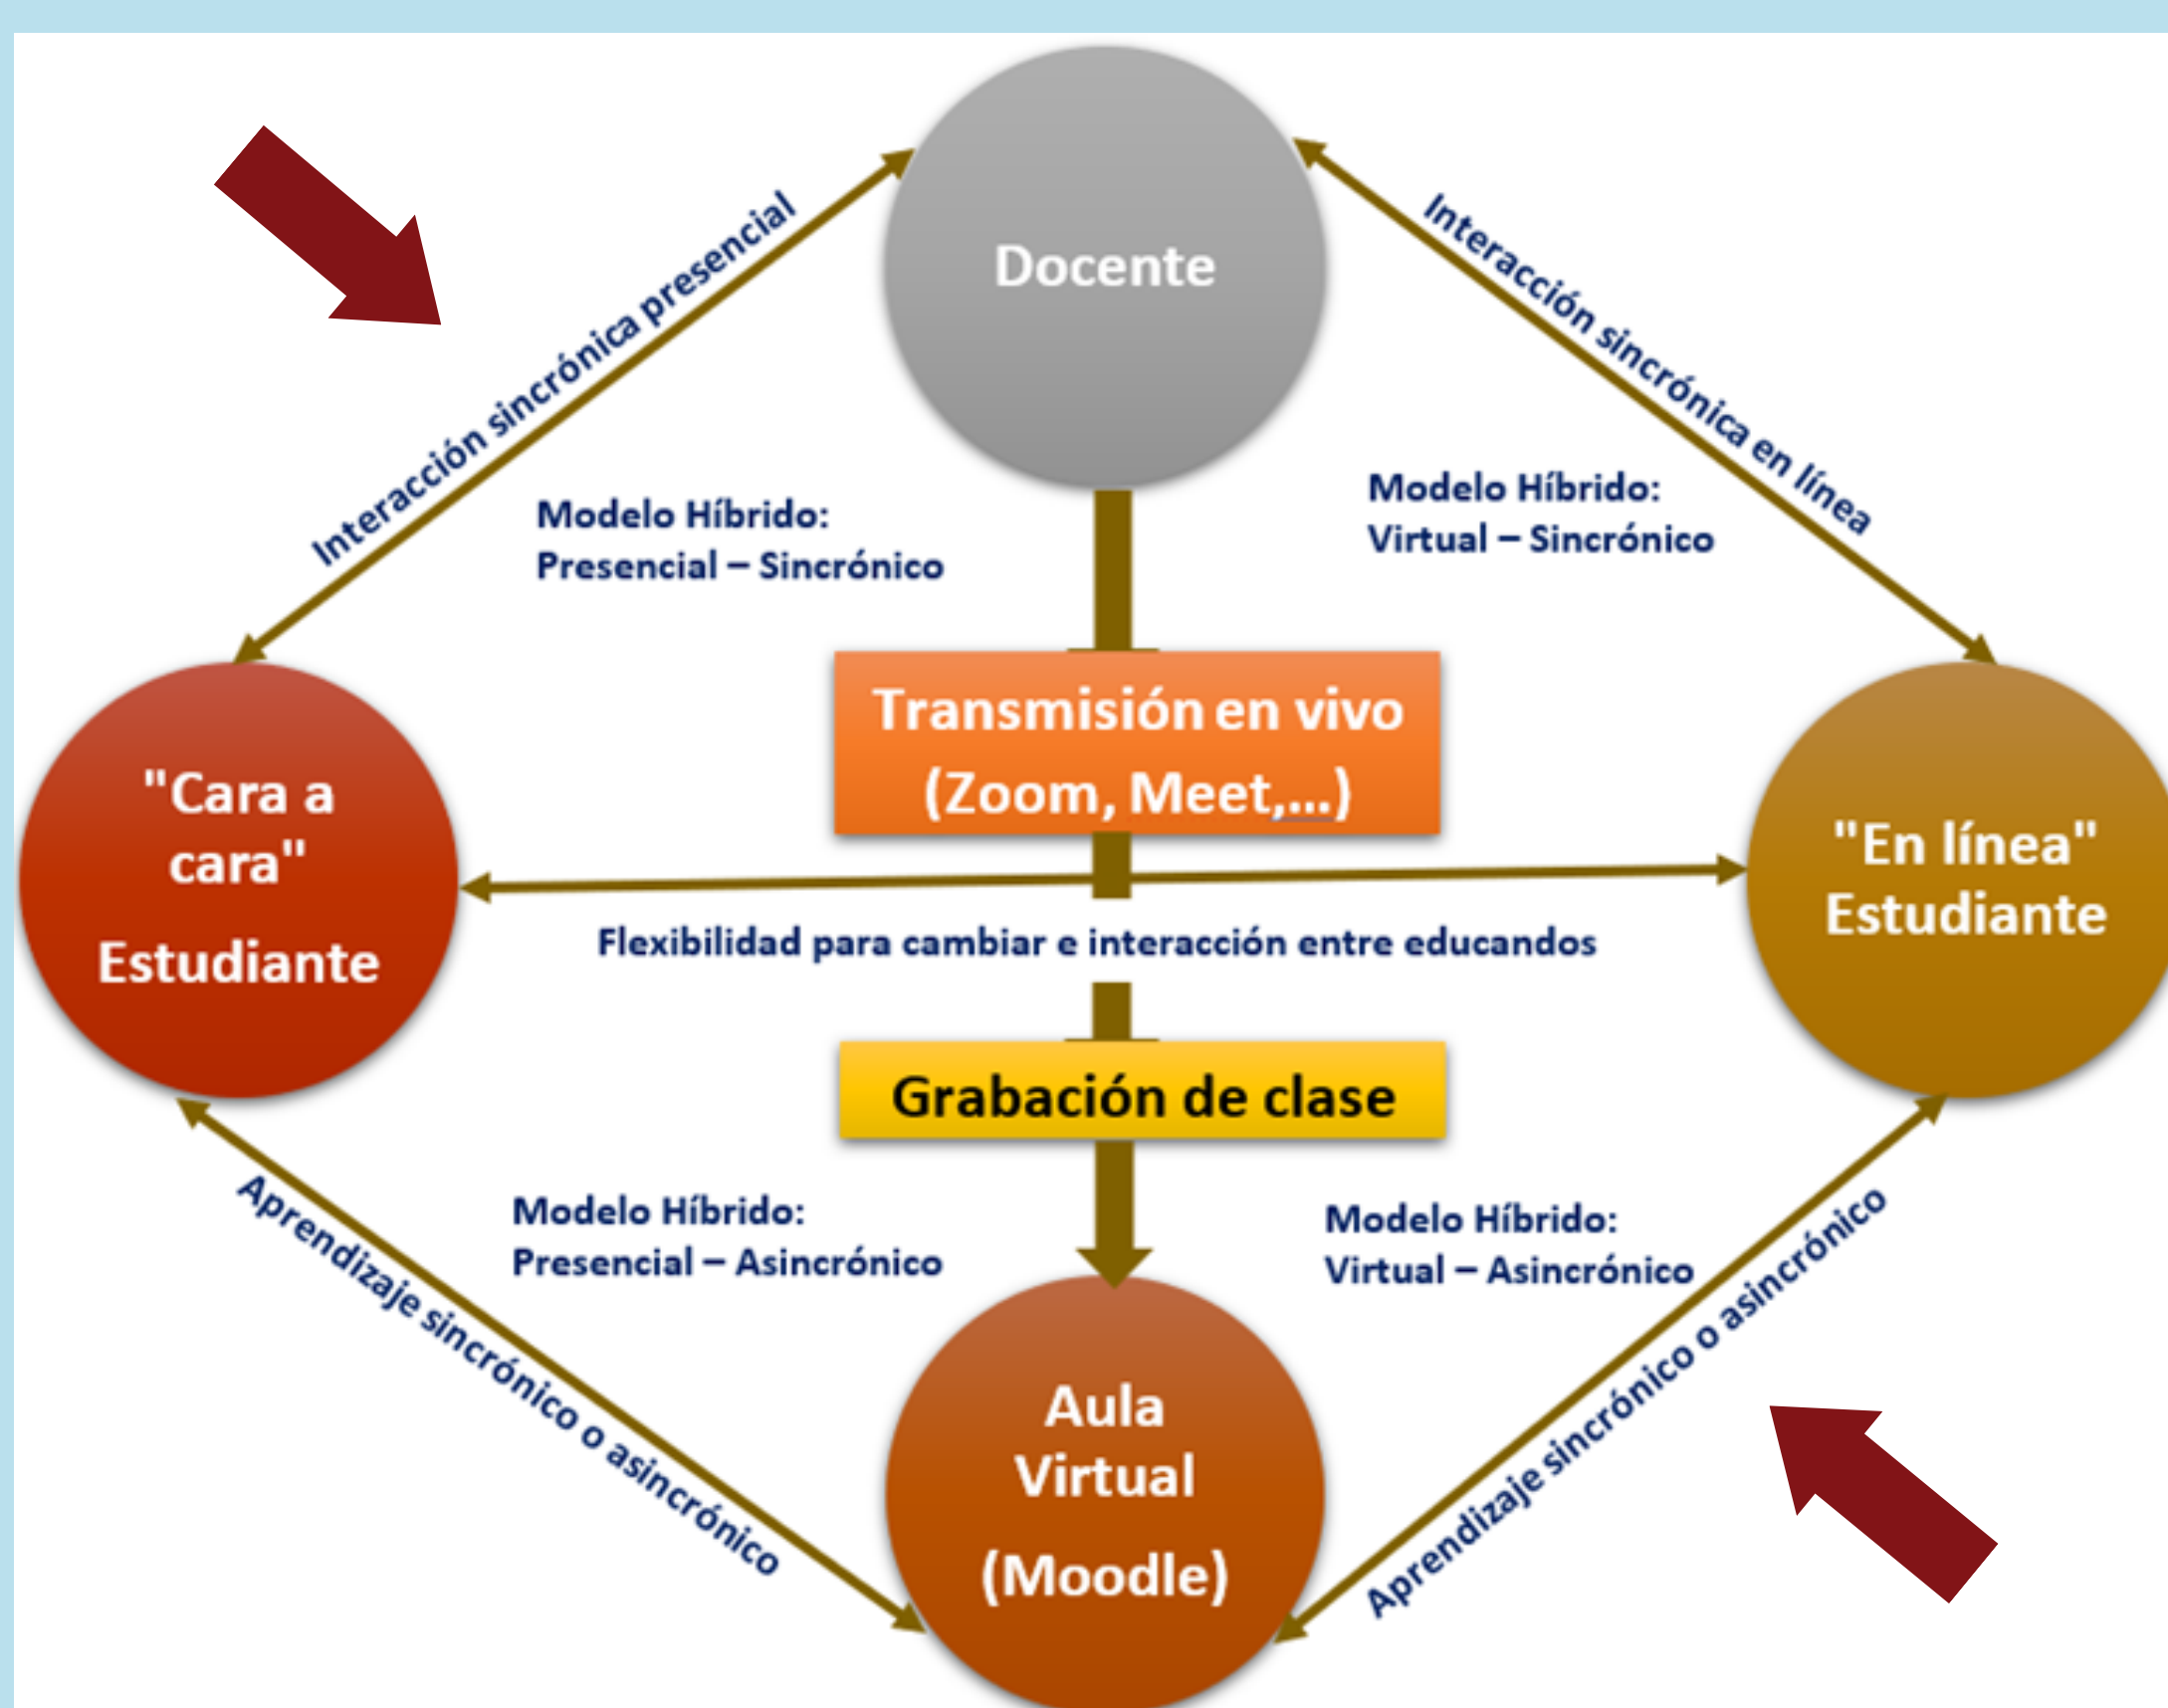 Docente
Interacción sincrónica presencial
Interacción sincrónica en línea
Modelo Híbrido:
Presencial – Sincrónico
Modelo Híbrido:
Virtual – Sincrónico
Transmisión en vivo
(Zoom, Meet,...)
"Cara a
cara"
Estudiante
"En línea"
Estudiante
Flexibilidad para cambiar e interacción entre educandos
Grabación de clase
Modelo Híbrido:
Presencial – Asincrónico
Modelo Híbrido:
Virtual – Asincrónico
Aprendizaje sincrónico o asincrónico
Aprendizaje sincrónico o asincrónico
Aula
Virtual
(Moodle)